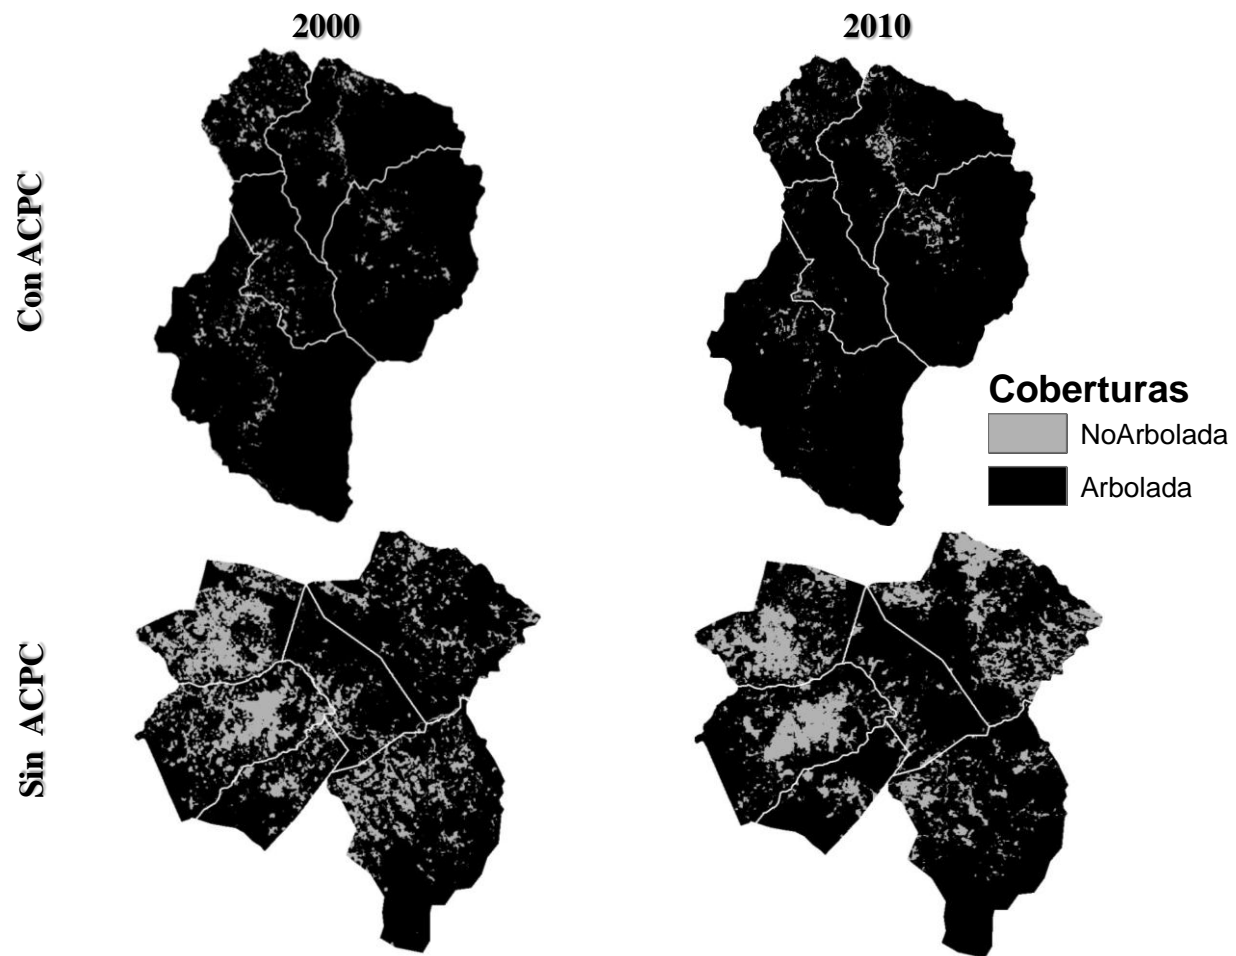 2000
2010
Con ACPC
Coberturas
NoArbolada
Arbolada
Sin ACPC